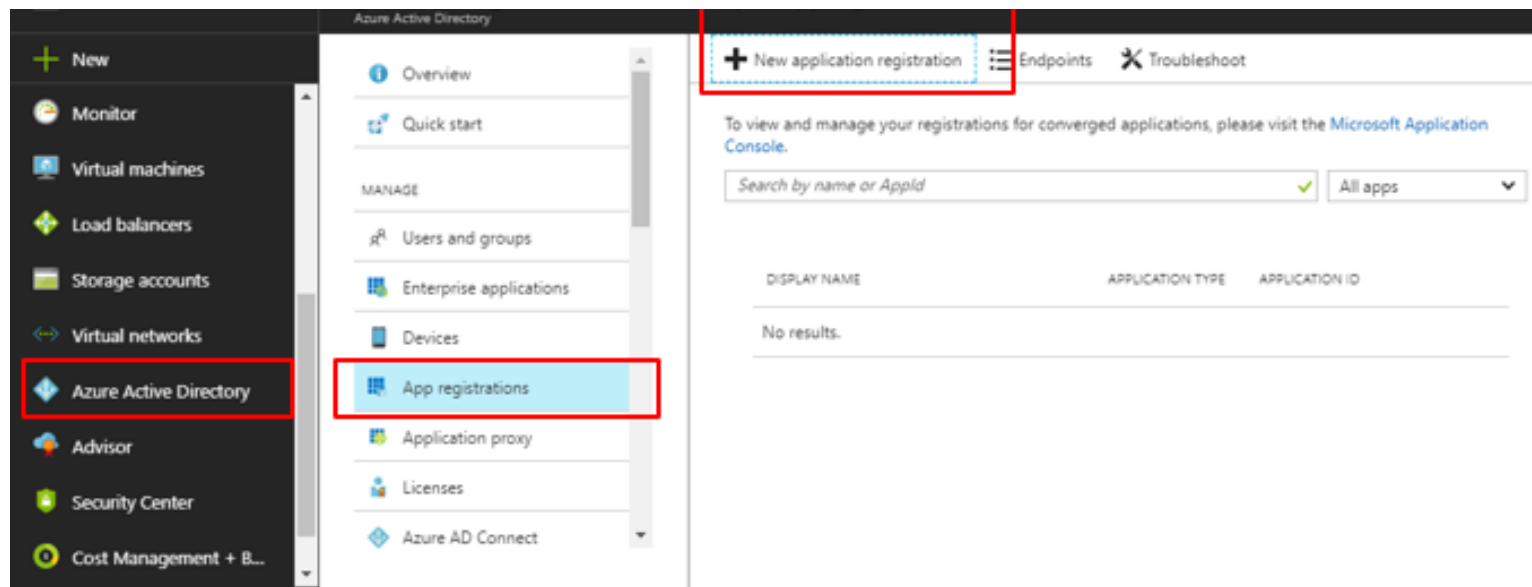 Azure Active Directory
New
Monitor
Virtual machines
Load balancers
Storage accounts
Virtual networks
Azure Active Directory
Advisor
Security Center
Cost Management + B...
Overview
Quick start
MANAGE
Users and groups
Enterprise applications
Devices
App registrations
Application proxy
Licenses
Azure AD Connect
New application registration
Endpoints
Troubleshoot
To view and manage your registrations for converged applications, please visit the Microsoft Application
Console.
Search by name or AppId
All apps
DISPLAY NAME
APPLICATION TYPE
APPLICATION ID
No results.